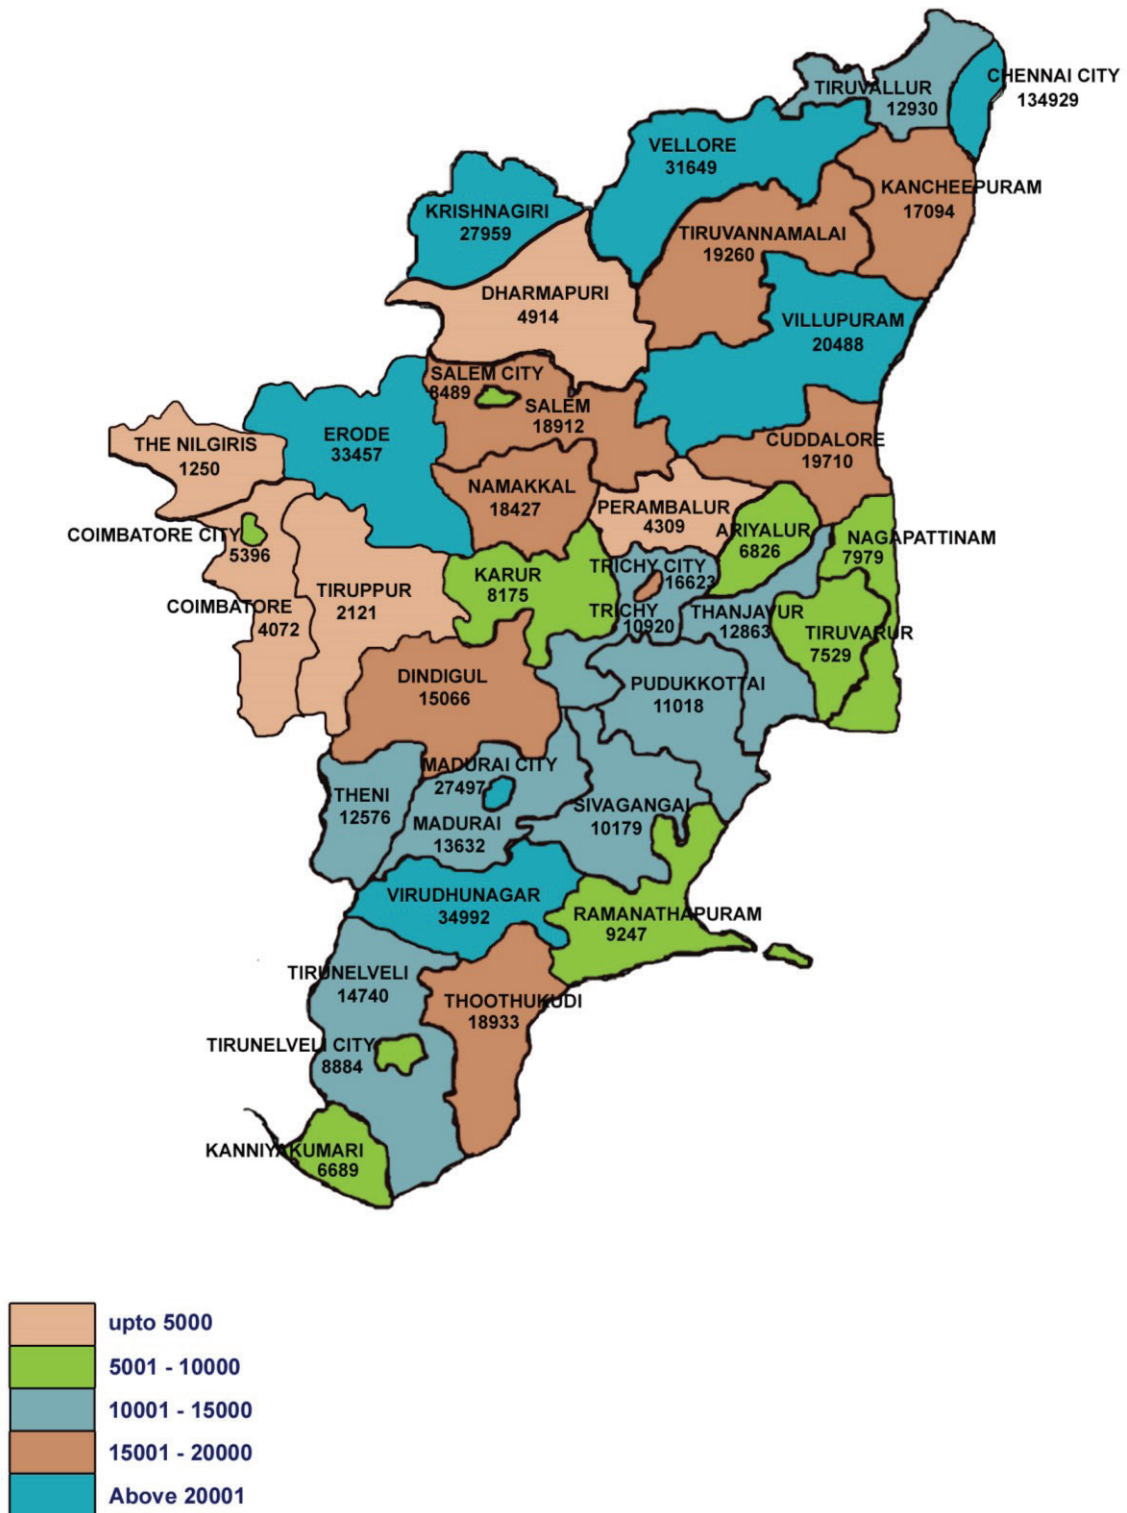 CHENNAI CITY
134929
TIRUVALLUR
12930
VELLORE
31649
KANCHEEPURAM
17094
KRISHNAGIRI
27959
TIRUVANNAMALAI
19260
DHARMAPURI
4914
VILLUPURAM
20488
SALEM CITY
8489
SALEM
18912
ERODE
33457
THE NILGIRIS
1250
CUDDALORE
19710
NAMAKKAL
18427
PERAMBALUR
4309
ARIYALUR
6826
NAGAPATTINAM
7979
COIMBATORE CITY
5396
TRICHY CITY
16623
KARUR
8175
TIRUPPUR
2121
COIMBATORE
4072
TRICHY
10920
THANJAVUR
12863
TIRUVARUR
7529
DINDIGUL
15066
PUDUKKOTTAI
11018
MADURAI CITY
27497
THENI
12576
MADURAI
13632
SIVAGANGAI
10179
VIRUDHUNAGAR
34992
RAMANATHAPURAM
9247
TIRUNELVELI
14740
THOOTHUKUDI
18933
TIRUNELVELI CITY
8884
KANNIYAKUMARI
6689
upto 5000
5001 - 10000
10001 - 15000
15001 - 20000
Above 20001